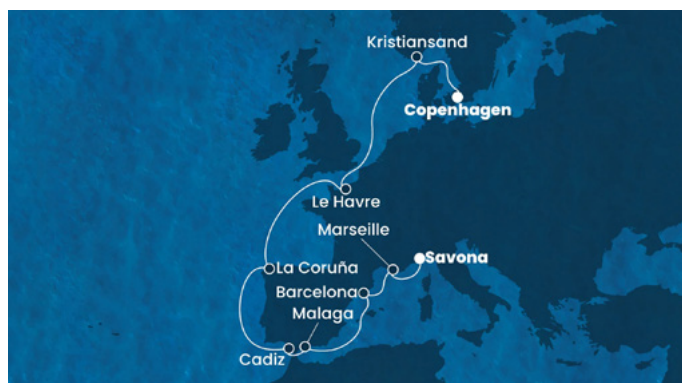 Kristiansand
Copenhagen
Le Havre
Marseille
Savona
La Coruña
Barcelona
Malaga
Cadiz